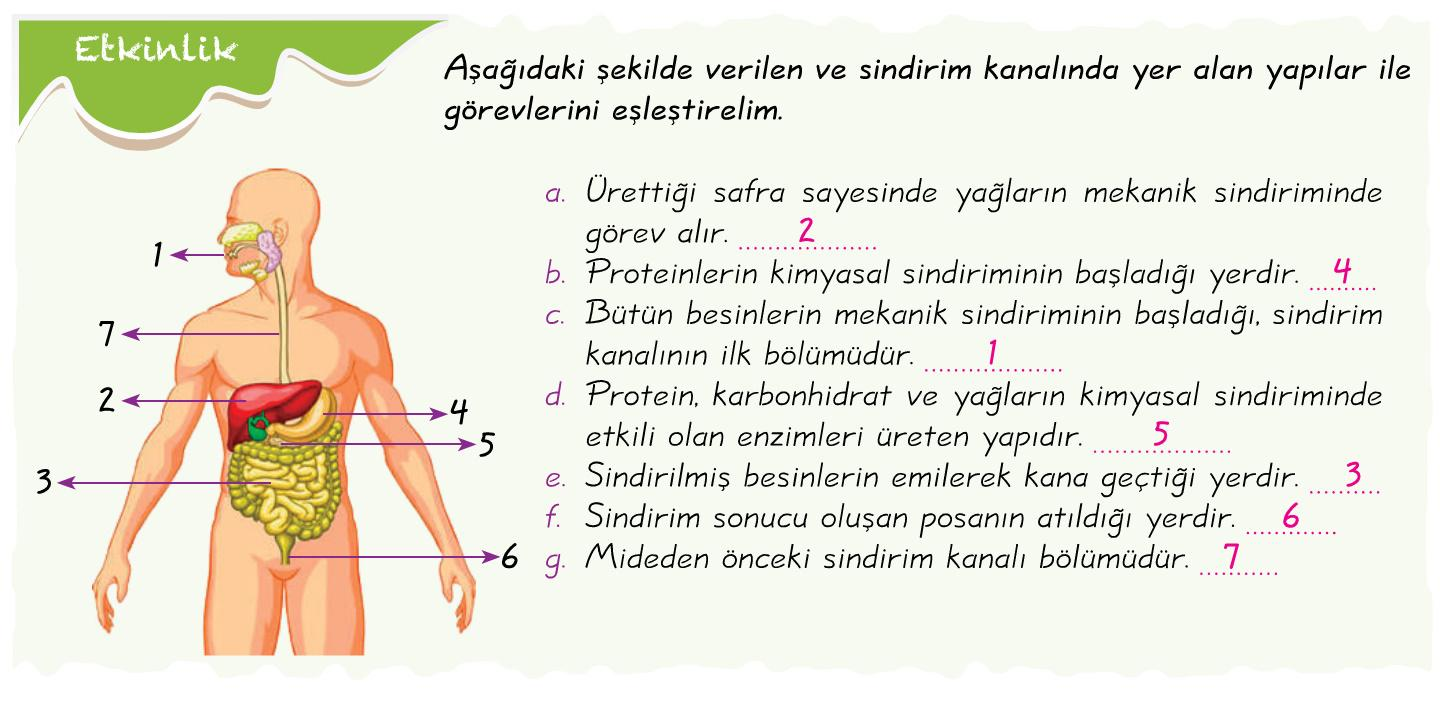 Etkinlik
Aşağıdaki şekilde verilen ve sindirim kanalında yer alan yapılar ile
görevlerini eşleştirelim.
a. Ürettiği safra sayesinde yağların mekanik sindiriminde
görev alır. 2
b. Proteinlerin kimyasal sindiriminin başladığı yerdir. 4
c. Bütün besinlerin mekanik sindiriminin başladığı, sindirim
kanalının ilk bölümüdür. 1
d. Protein, karbonhidrat ve yağların kimyasal sindiriminde
etkili olan enzimleri üreten yapıdır. 5
e. Sindirilmiş besinlerin emilerek kana geçtiği yerdir. 3
f. Sindirim sonucu oluşan posanın atıldığı yerdir. 6
g. Mideden önceki sindirim kanalı bölümüdür. 7
1
7
2
4
5
3
6